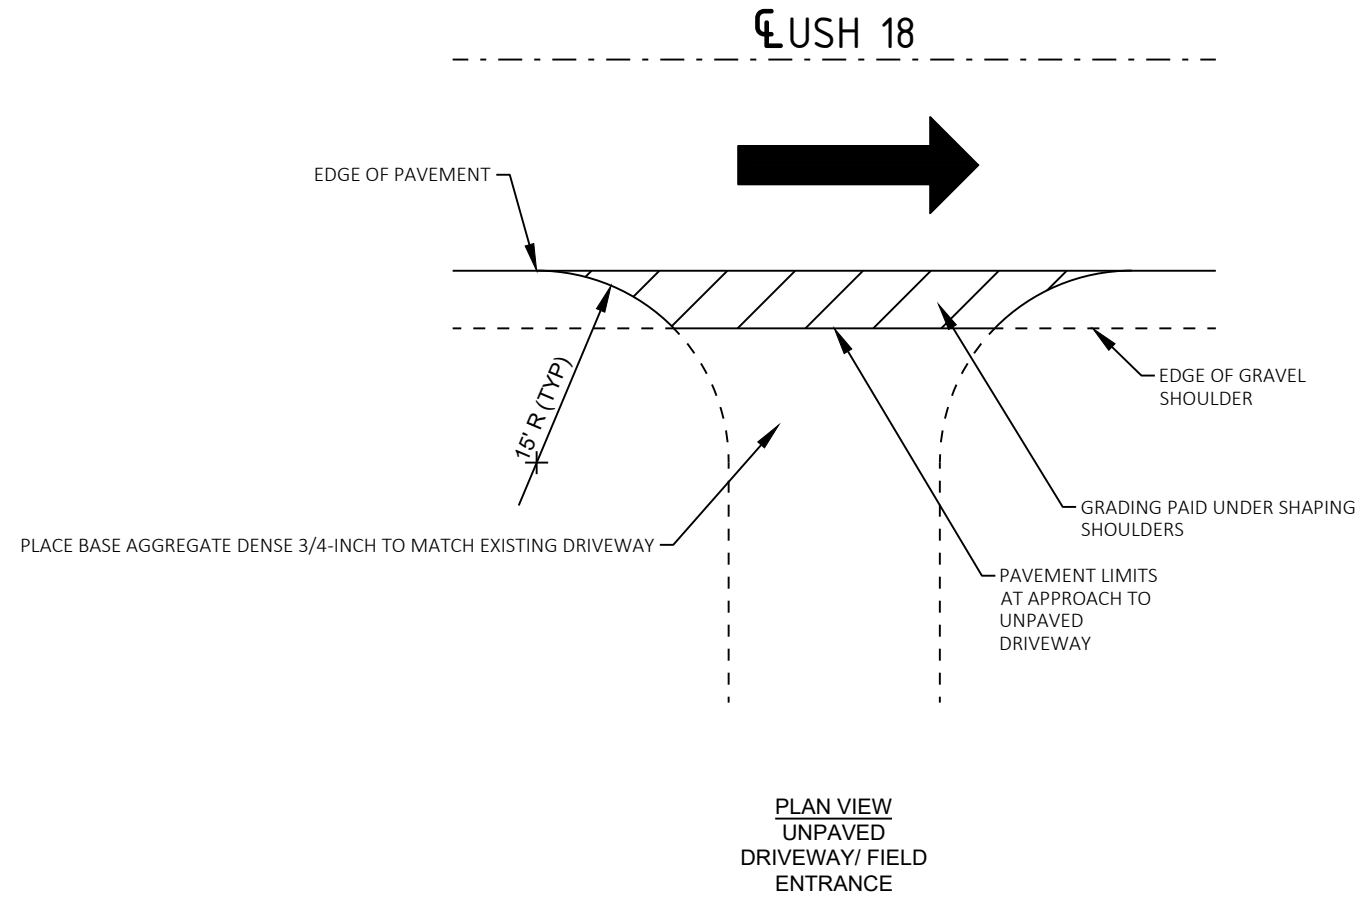 ℄ USH 18
EDGE OF PAVEMENT
EDGE OF GRAVEL
SHOULDER
15' R (TYP)
GRADING PAID UNDER SHAPING
SHOULDERS
PLACE BASE AGGREGATE DENSE 3/4-INCH TO MATCH EXISTING DRIVEWAY
PAVEMENT LIMITS
AT APPROACH TO
UNPAVED
DRIVEWAY
PLAN VIEW
UNPAVED
DRIVEWAY/ FIELD
ENTRANCE